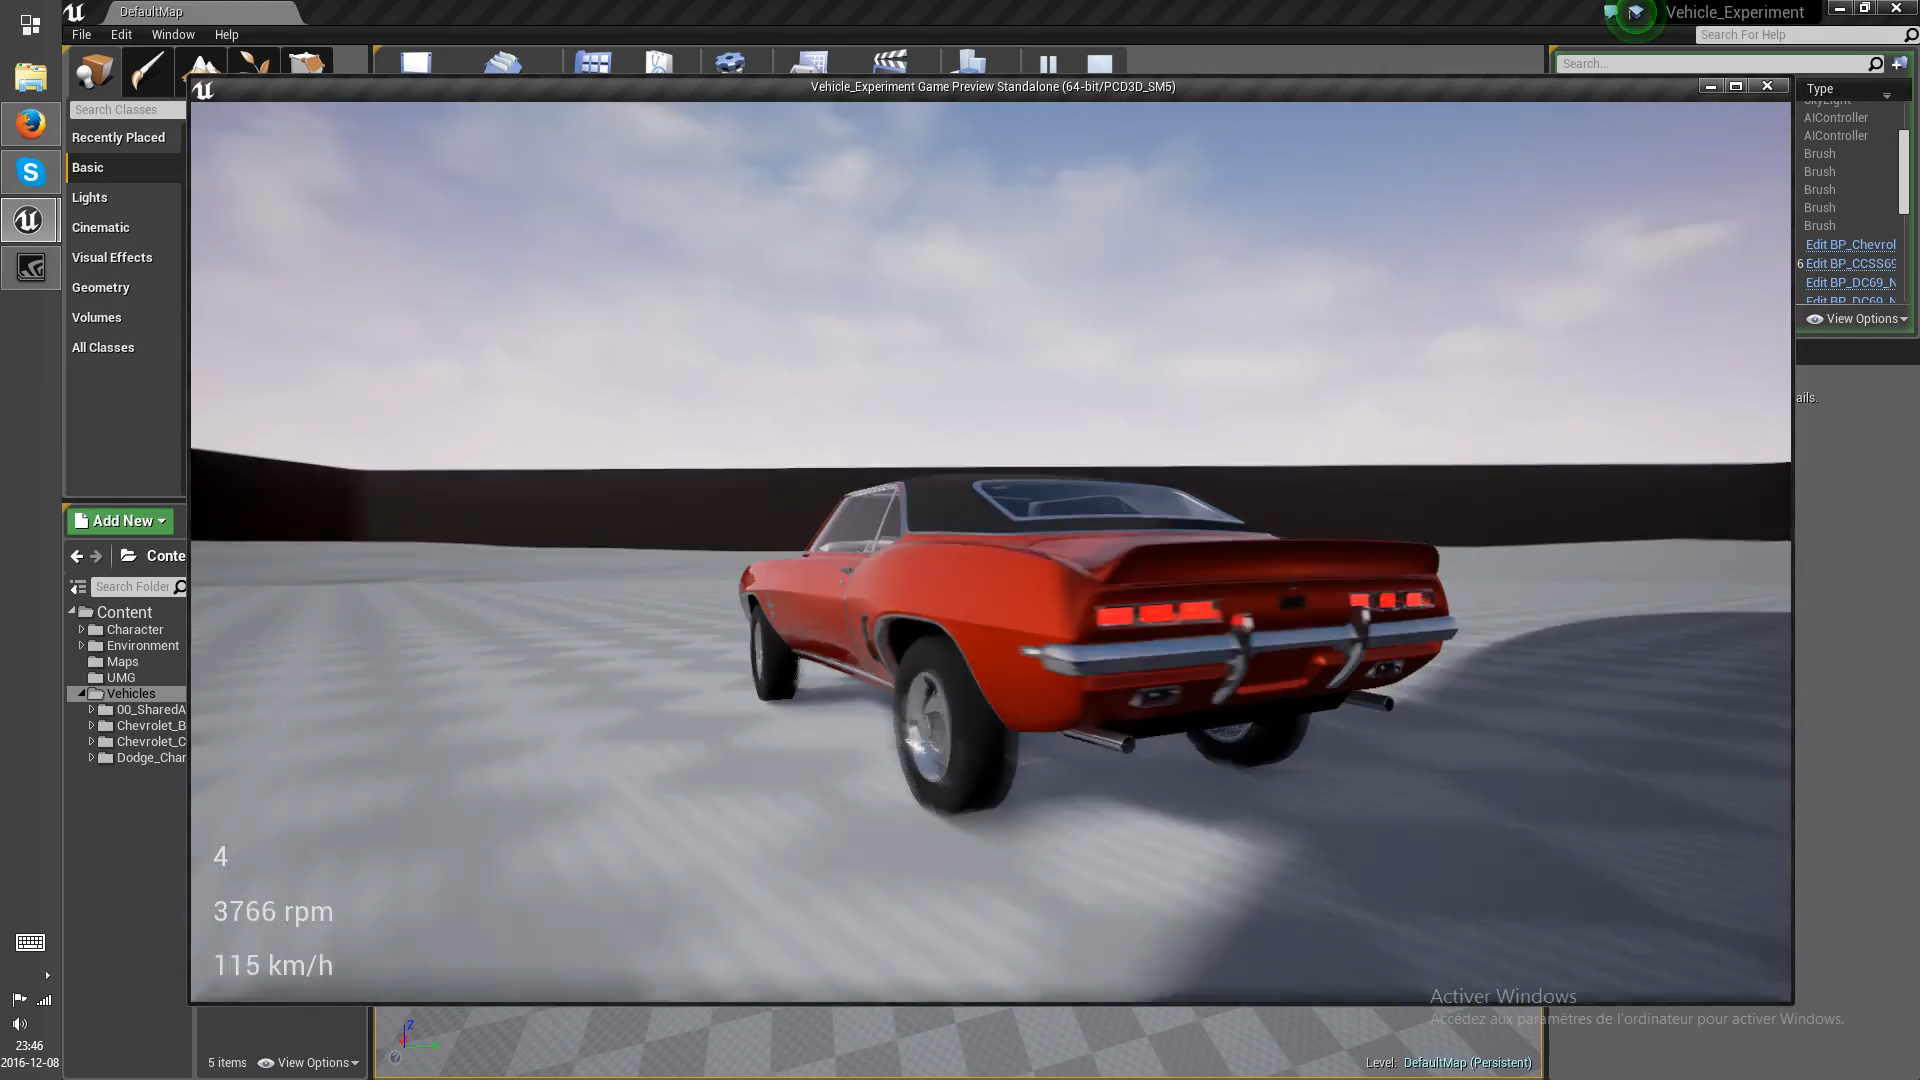 DefaultMap
Vehicle_Experiment
File Edit Window Help
Search For Help
Search...
Vehicle_Experiment Game Preview Standalone (64-bit/PCD3D_SM5)
Type
SkyLight
AIController
AIController
Brush
Brush
Brush
Brush
Brush
Edit BP_Chevrol
6 Edit BP_CCSS69
Edit BP_DC69_N
Edit BP_DC69_N
View Options
ails.
Search Classes
Recently Placed
Basic
Lights
Cinematic
Visual Effects
Geometry
Volumes
All Classes
Add New
Conte
Search Folder
Content
Character
Environment
Maps
UMG
Vehicles
00_SharedA
Chevrolet_B
Chevrolet_C
Dodge_Char
4
3766 rpm
115 km/h
Activer Windows
Accédez aux paramètres de l'ordinateur pour activer Windows.
Z
Y
5 items View Options
Level: DefaultMap (Persistent)
23:46
2016-12-08